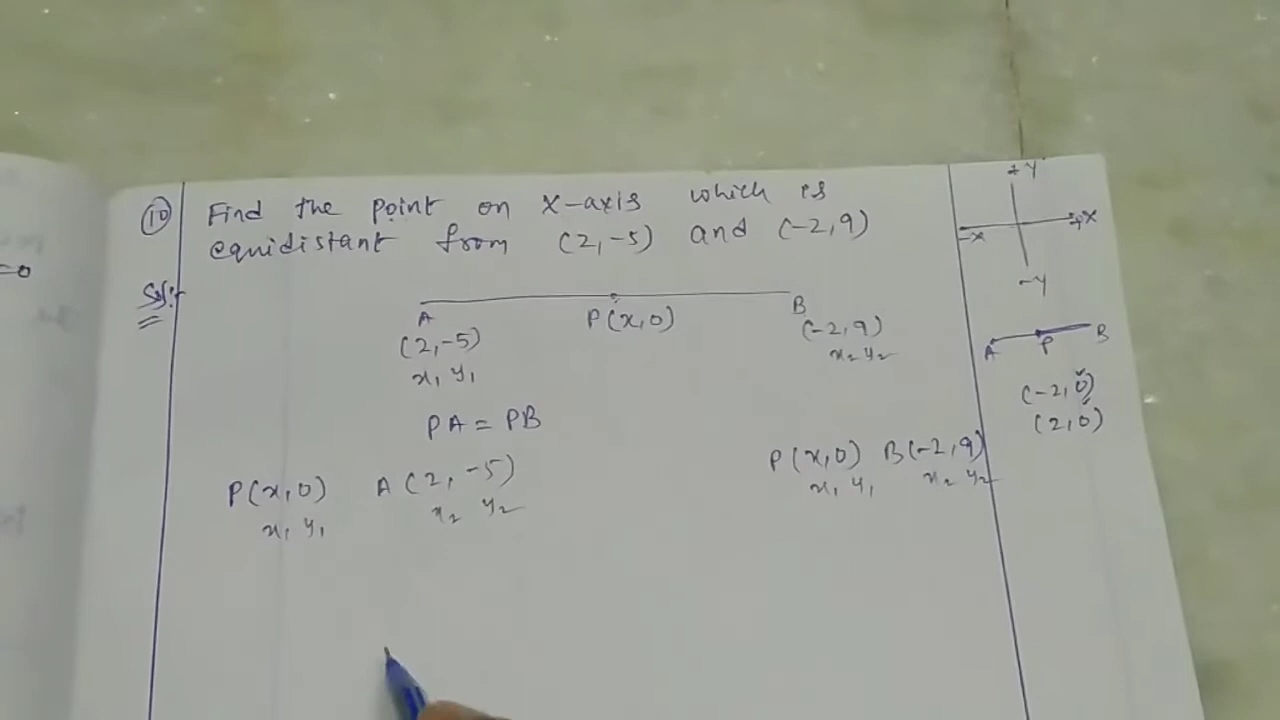 (10) Find the point on X-axis which is
equidistant from (2,-5) and (-2,9)
Sol:-
A P(x,0) B
(2,-5) (-2,9)
x₁ y₁ x₂ y₂
PA = PB
P(x,0) A(2,-5) P(x,0) B(-2,9)
x₁ y₁ x₂ y₂ x₁ y₁ x₂ y₂
+Y
-X +X
-Y
A P B
(-2,0)
(2,0)
=0